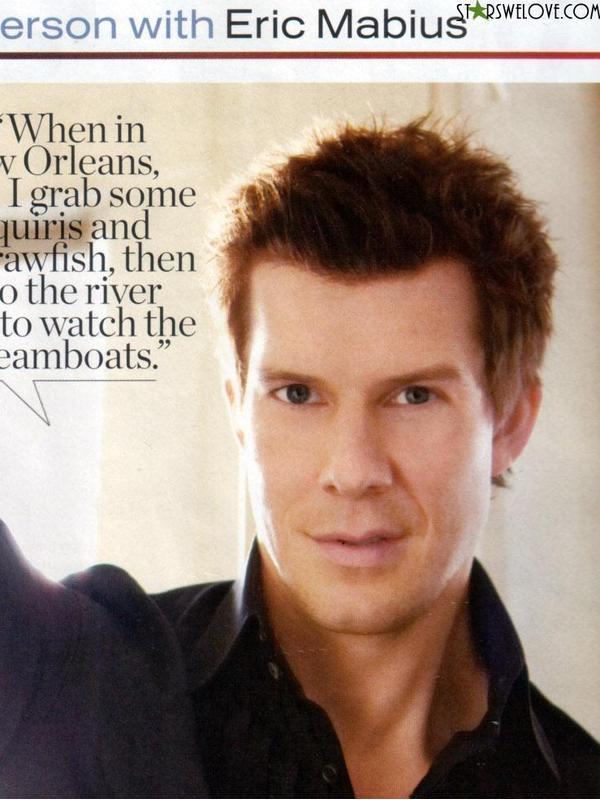 STARSWELOVE.COM
erson with Eric Mabius
“When in
w Orleans,
I grab some
quiris and
rawfish, then
o the river
to watch the
eamboats.”